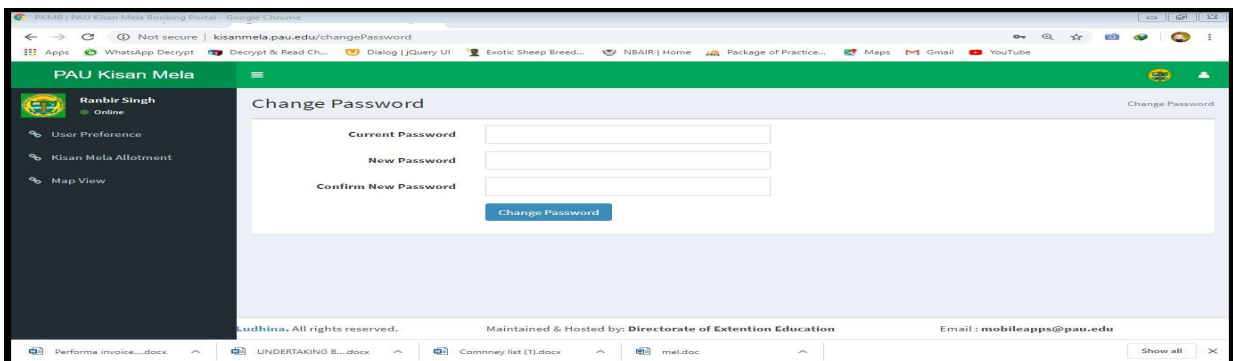 PKMB | PAU Kisan Mela Booking Portal - Google Chrome
Not secure | kisanmela.pau.edu/changePassword
Apps WhatsApp Decrypt Decrypt & Read Ch... Dialog | jQuery UI Exotic Sheep Breed... NBAIR | Home Package of Practice... Maps Gmail YouTube
PAU Kisan Mela
Ranbir Singh
Online
User Preference
Kisan Mela Allotment
Map View
Change Password
Change Password
Current Password
New Password
Confirm New Password
Change Password
Ludhina. All rights reserved. Maintained & Hosted by: Directorate of Extention Education Email : mobileapps@pau.edu
Performa invoice....docx UNDERTAKING B....docx Comnney list (1).docx mel.doc Show all